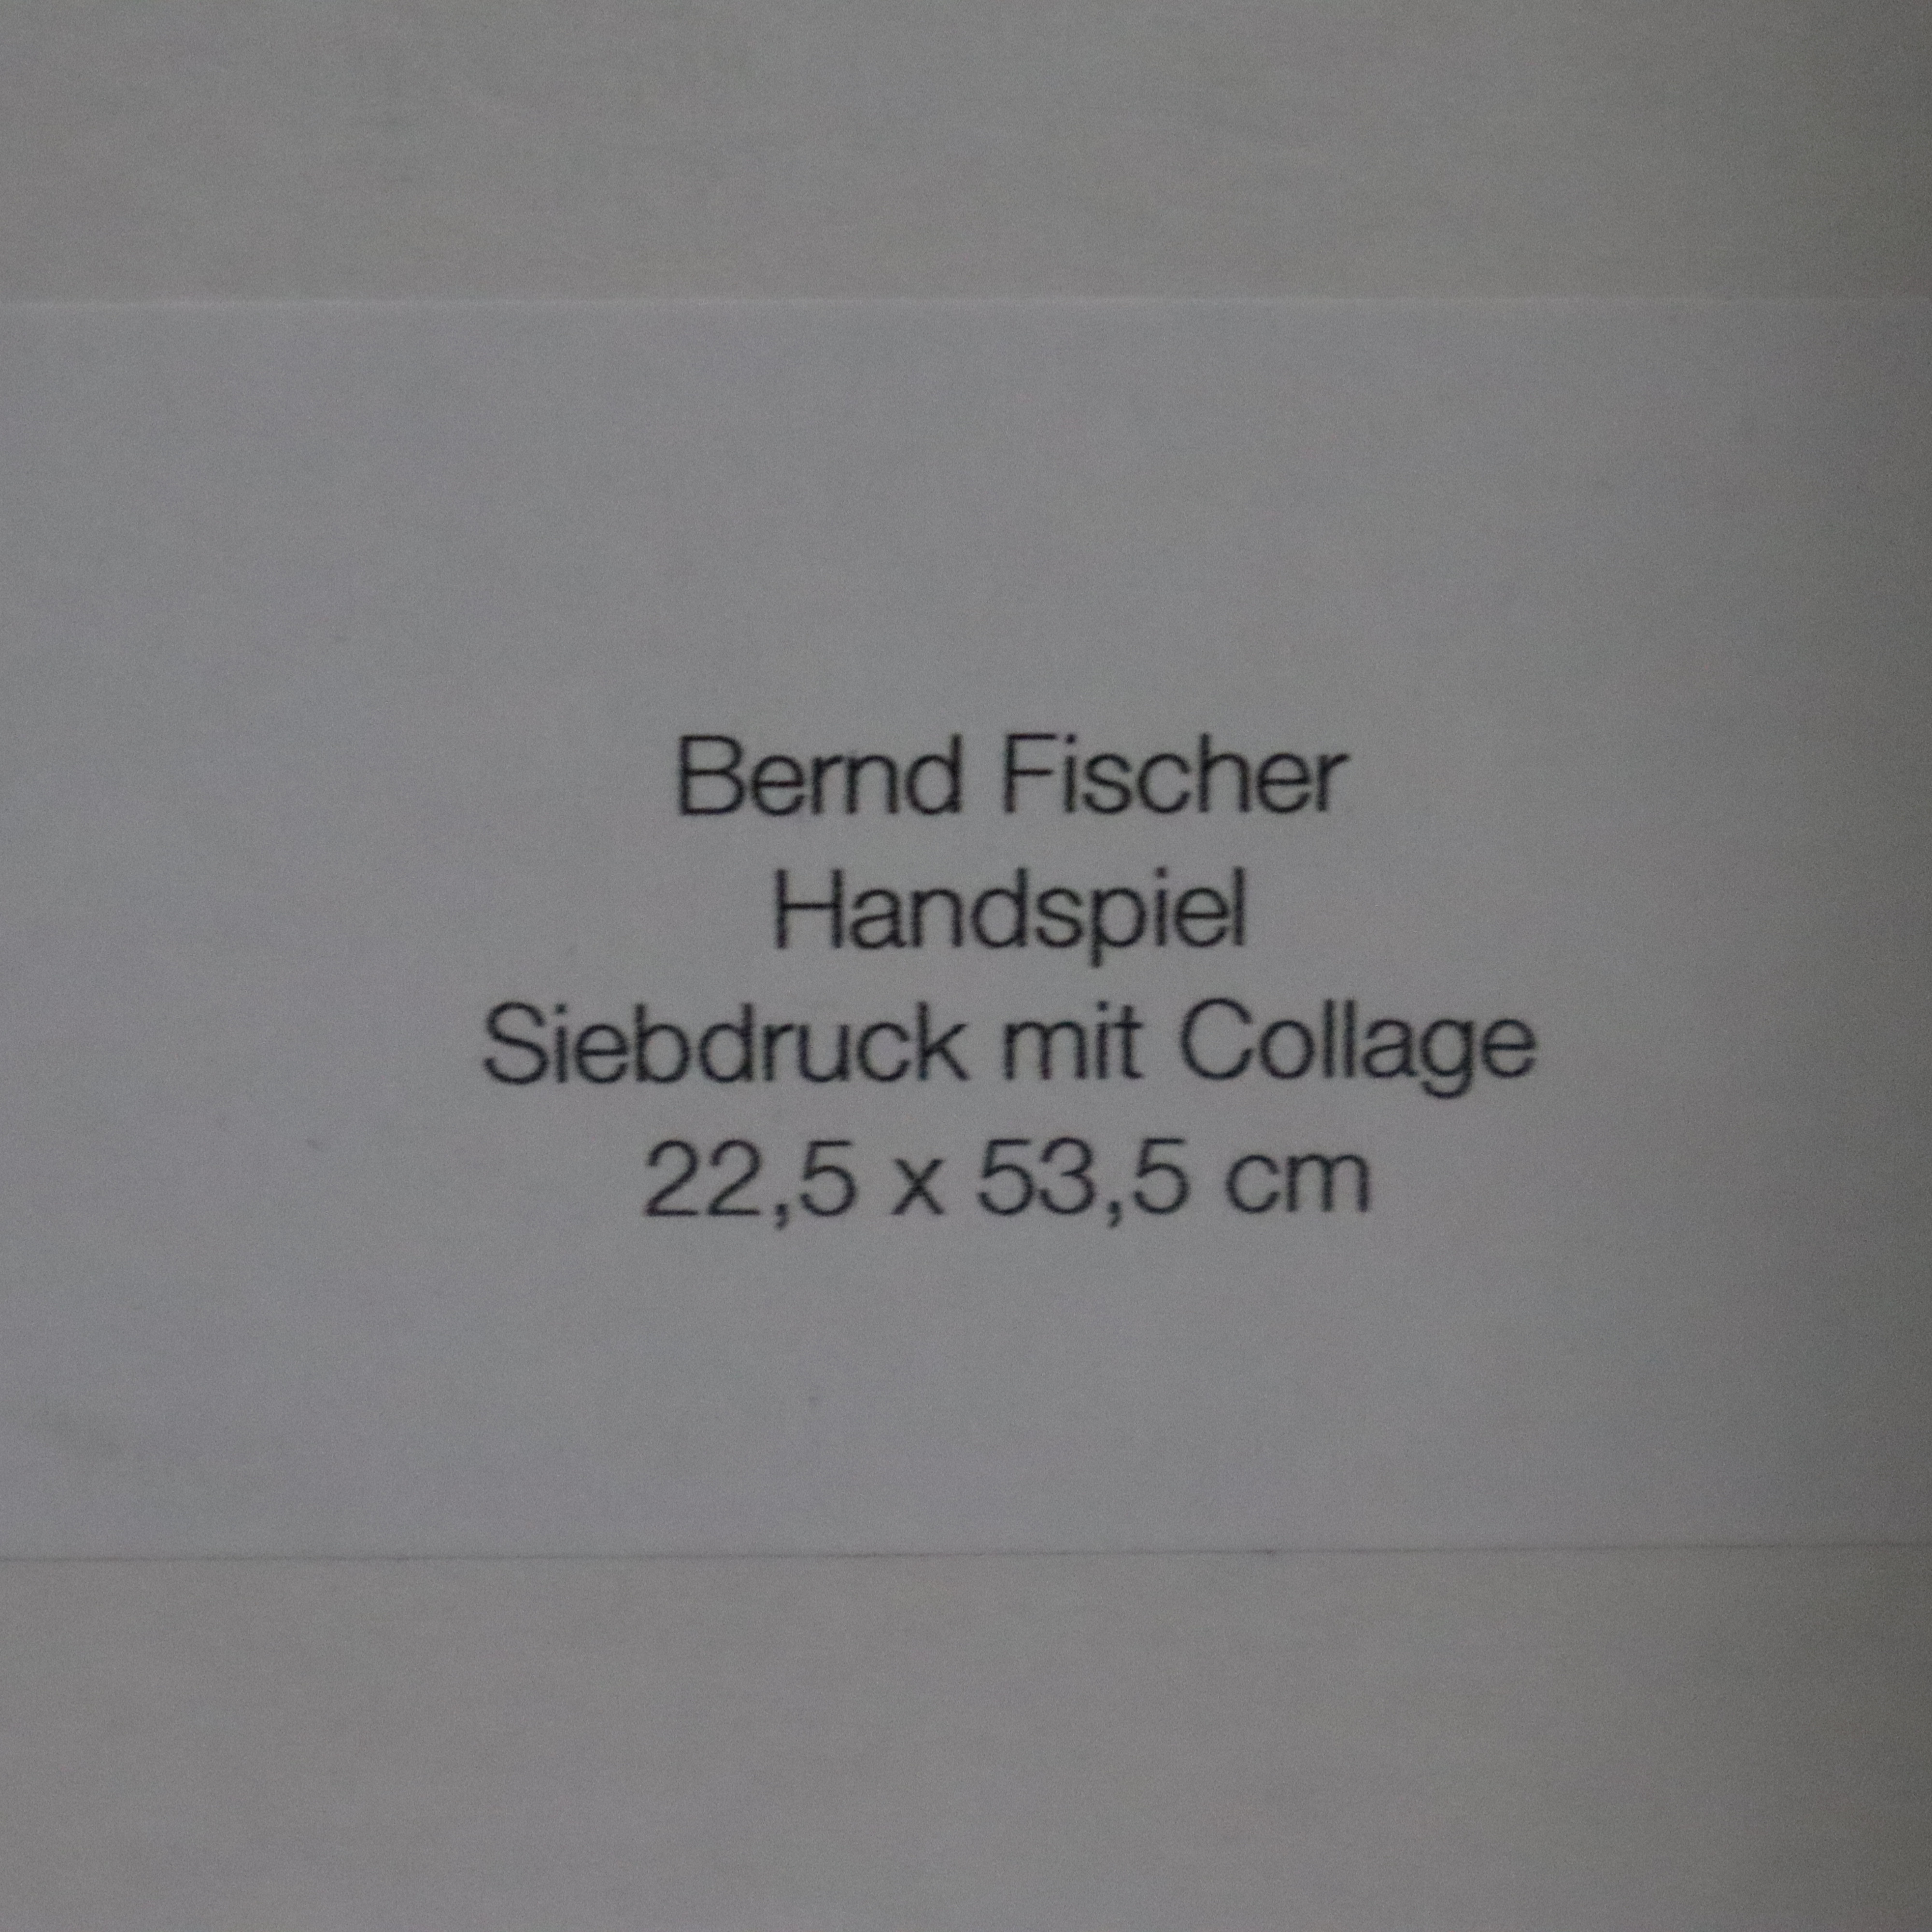 Bernd Fischer
Handspiel
Siebdruck mit Collage
22,5 x 53,5 cm